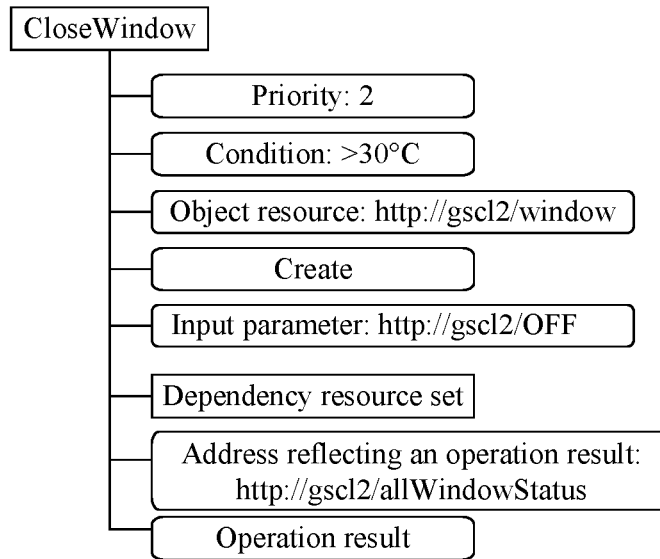 CloseWindow
Priority: 2
Condition: >30°C
Object resource: http://gscl2/window
Create
Input parameter: http://gscl2/OFF
Dependency resource set
Address reflecting an operation result:
http://gscl2/allWindowStatus
Operation result